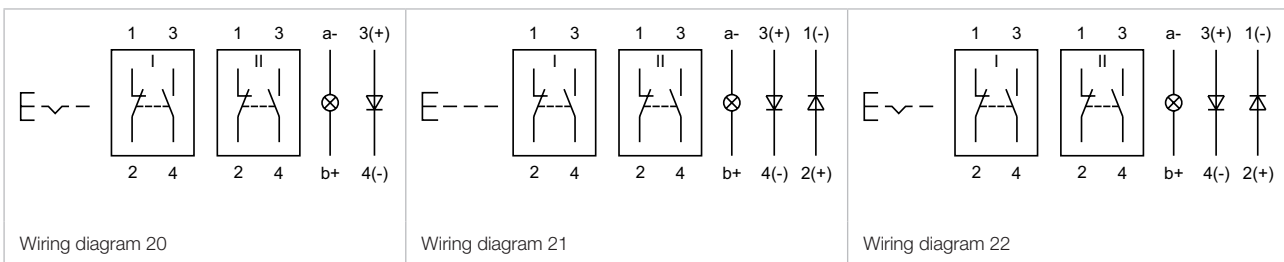 1 3 1 3 a- 3(+)
I II
2 4 2 4 b+ 4(-)
Wiring diagram 20
1 3 1 3 a- 3(+) 1(-)
I II
2 4 2 4 b+ 4(-) 2(+)
Wiring diagram 21
1 3 1 3 a- 3(+) 1(-)
I II
2 4 2 4 b+ 4(-) 2(+)
Wiring diagram 22